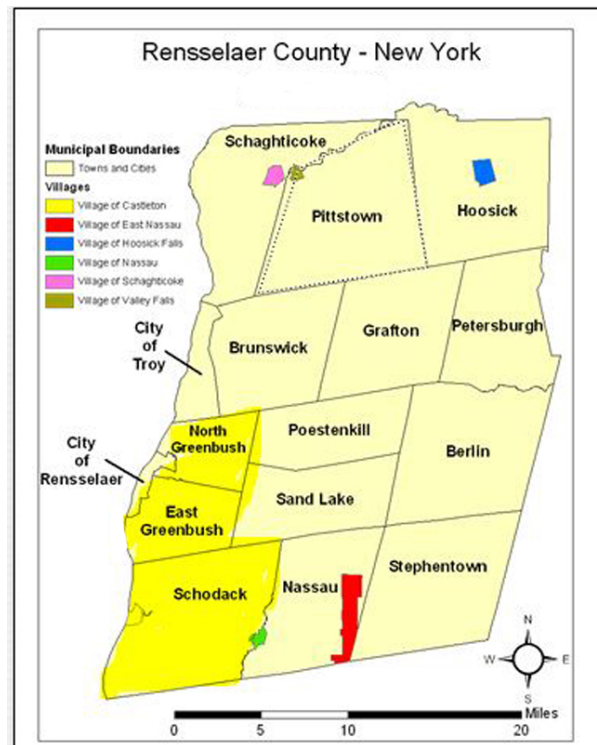 Rensselaer County - New York
Municipal Boundaries
Towns and Cities
Villages
Village of Castleton
Village of East Nassau
Village of Hoosick Falls
Village of Nassau
Village of Schaghticoke
Village of Valley Falls
Schaghticoke
Pittstown
Hoosick
City
of
Troy
Brunswick
Grafton
Petersburgh
City
of
Rensselaer
North
Greenbush
Poestenkill
Berlin
East
Greenbush
Sand Lake
Schodack
Nassau
Stephentown
N
W
E
S
Miles
0
5
10
20